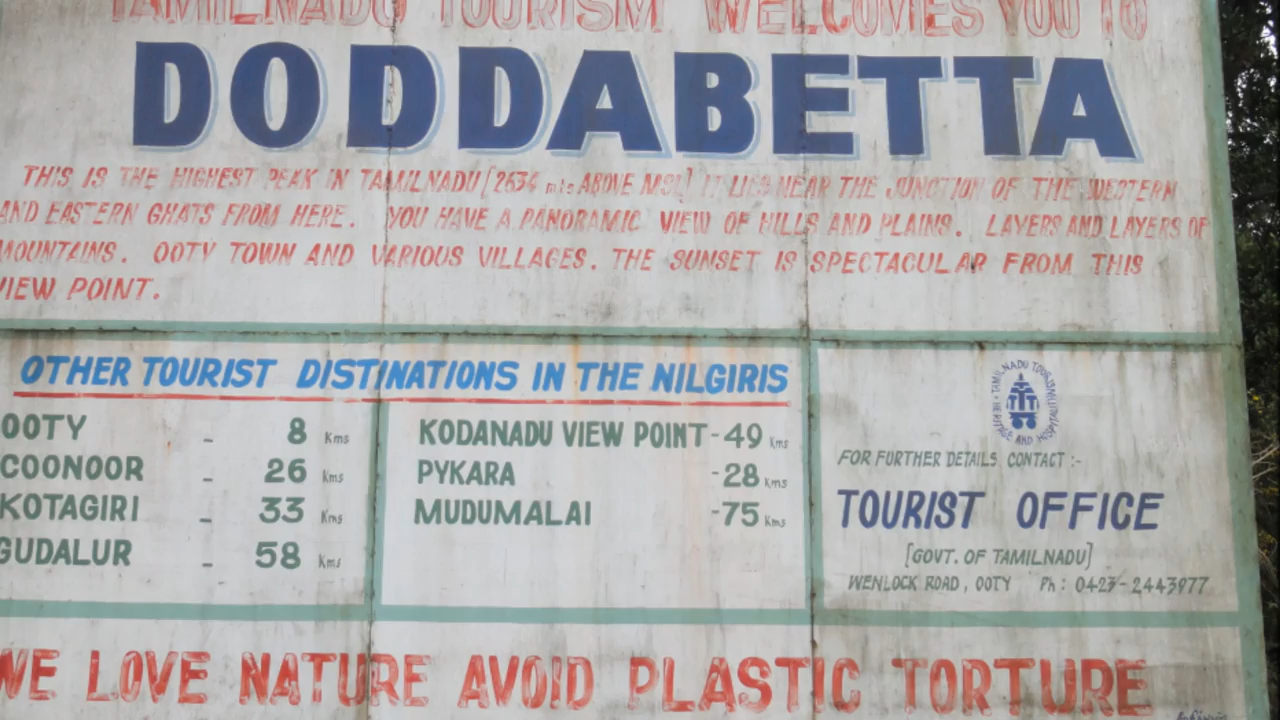 TAMILNADU TOURISM WELCOMES YOU TO
DODDABETTA
THIS IS THE HIGHEST PEAK IN TAMILNADU [2634 mts ABOVE MSL] IT LIES NEAR THE JUNCTION OF THE WESTERN
AND EASTERN GHATS FROM HERE. YOU HAVE A PANORAMIC VIEW OF HILLS AND PLAINS. LAYERS AND LAYERS OF
MOUNTAINS. OOTY TOWN AND VARIOUS VILLAGES. THE SUNSET IS SPECTACULAR FROM THIS
VIEW POINT.
OTHER TOURIST DISTINATIONS IN THE NILGIRIS
OOTY - 8 Kms
COONOOR - 26 Kms
KOTAGIRI - 33 Kms
GUDALUR - 58 Kms
KODANADU VIEW POINT - 49 Kms
PYKARA - 28 Kms
MUDUMALAI - 75 Kms
TAMILNADU TOURISM
HERITAGE AND HOSPITALITY
FOR FURTHER DETAILS CONTACT :-
TOURIST OFFICE
[GOVT. OF TAMILNADU]
WENLOCK ROAD, OOTY Ph : 0423-2443977
WE LOVE NATURE AVOID PLASTIC TORTURE